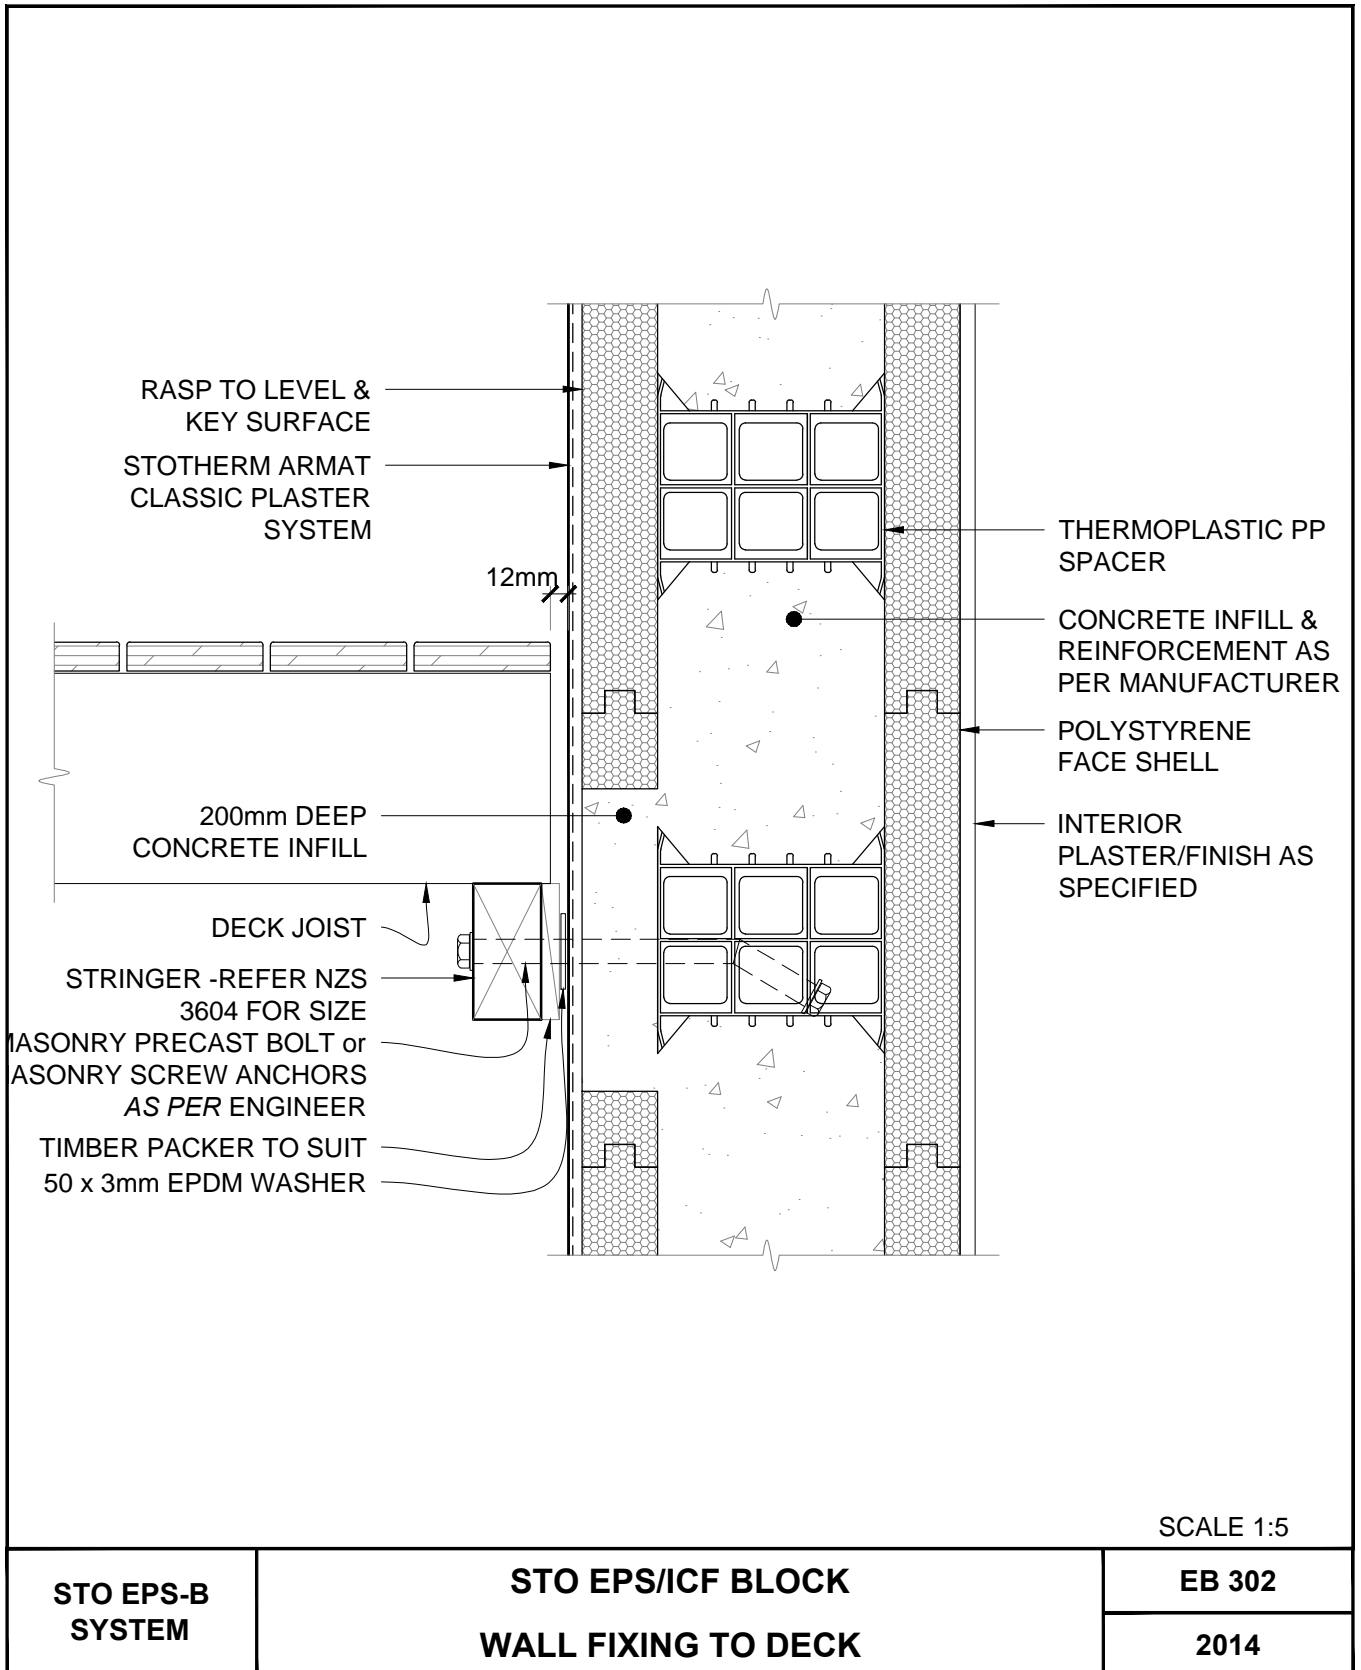 RASP TO LEVEL &
KEY SURFACE
STOTHERM ARMAT
CLASSIC PLASTER
SYSTEM
12mm
200mm DEEP
CONCRETE INFILL
DECK JOIST
STRINGER -REFER NZS
3604 FOR SIZE
MASONRY PRECAST BOLT or
ASONRY SCREW ANCHORS
AS PER ENGINEER
TIMBER PACKER TO SUIT
50 x 3mm EPDM WASHER
THERMOPLASTIC PP
SPACER
CONCRETE INFILL &
REINFORCEMENT AS
PER MANUFACTURER
POLYSTYRENE
FACE SHELL
INTERIOR
PLASTER/FINISH AS
SPECIFIED
SCALE 1:5
STO EPS-B
SYSTEM
STO EPS/ICF BLOCK
WALL FIXING TO DECK
EB 302
2014